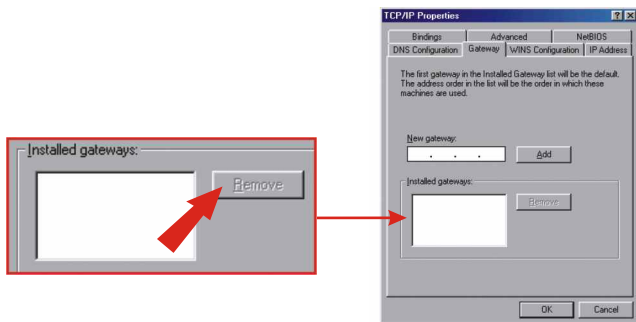 Installed gateways:
Remove
TCP/IP Properties
Bindings Advanced NetBIOS
DNS Configuration Gateway WINS Configuration IP Address
The first gateway in the Installed Gateway list will be the default.
The address order in the list will be the order in which these
machines are used.
New gateway:
. . . Add
Installed gateways:
Remove
OK Cancel